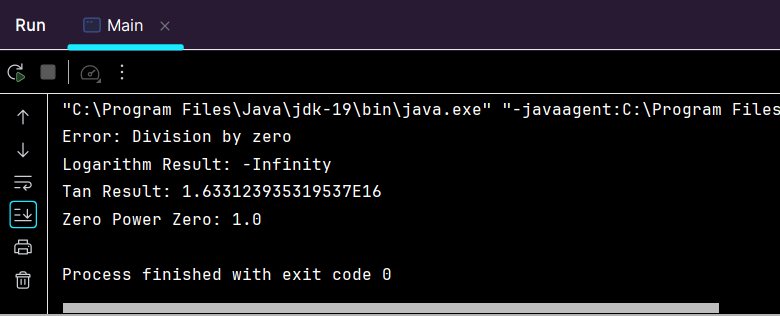 Run Main
"C:\Program Files\Java\jdk-19\bin\java.exe" "-javaagent:C:\Program Files
Error: Division by zero
Logarithm Result: -Infinity
Tan Result: 1.633123935319537E16
Zero Power Zero: 1.0
Process finished with exit code 0